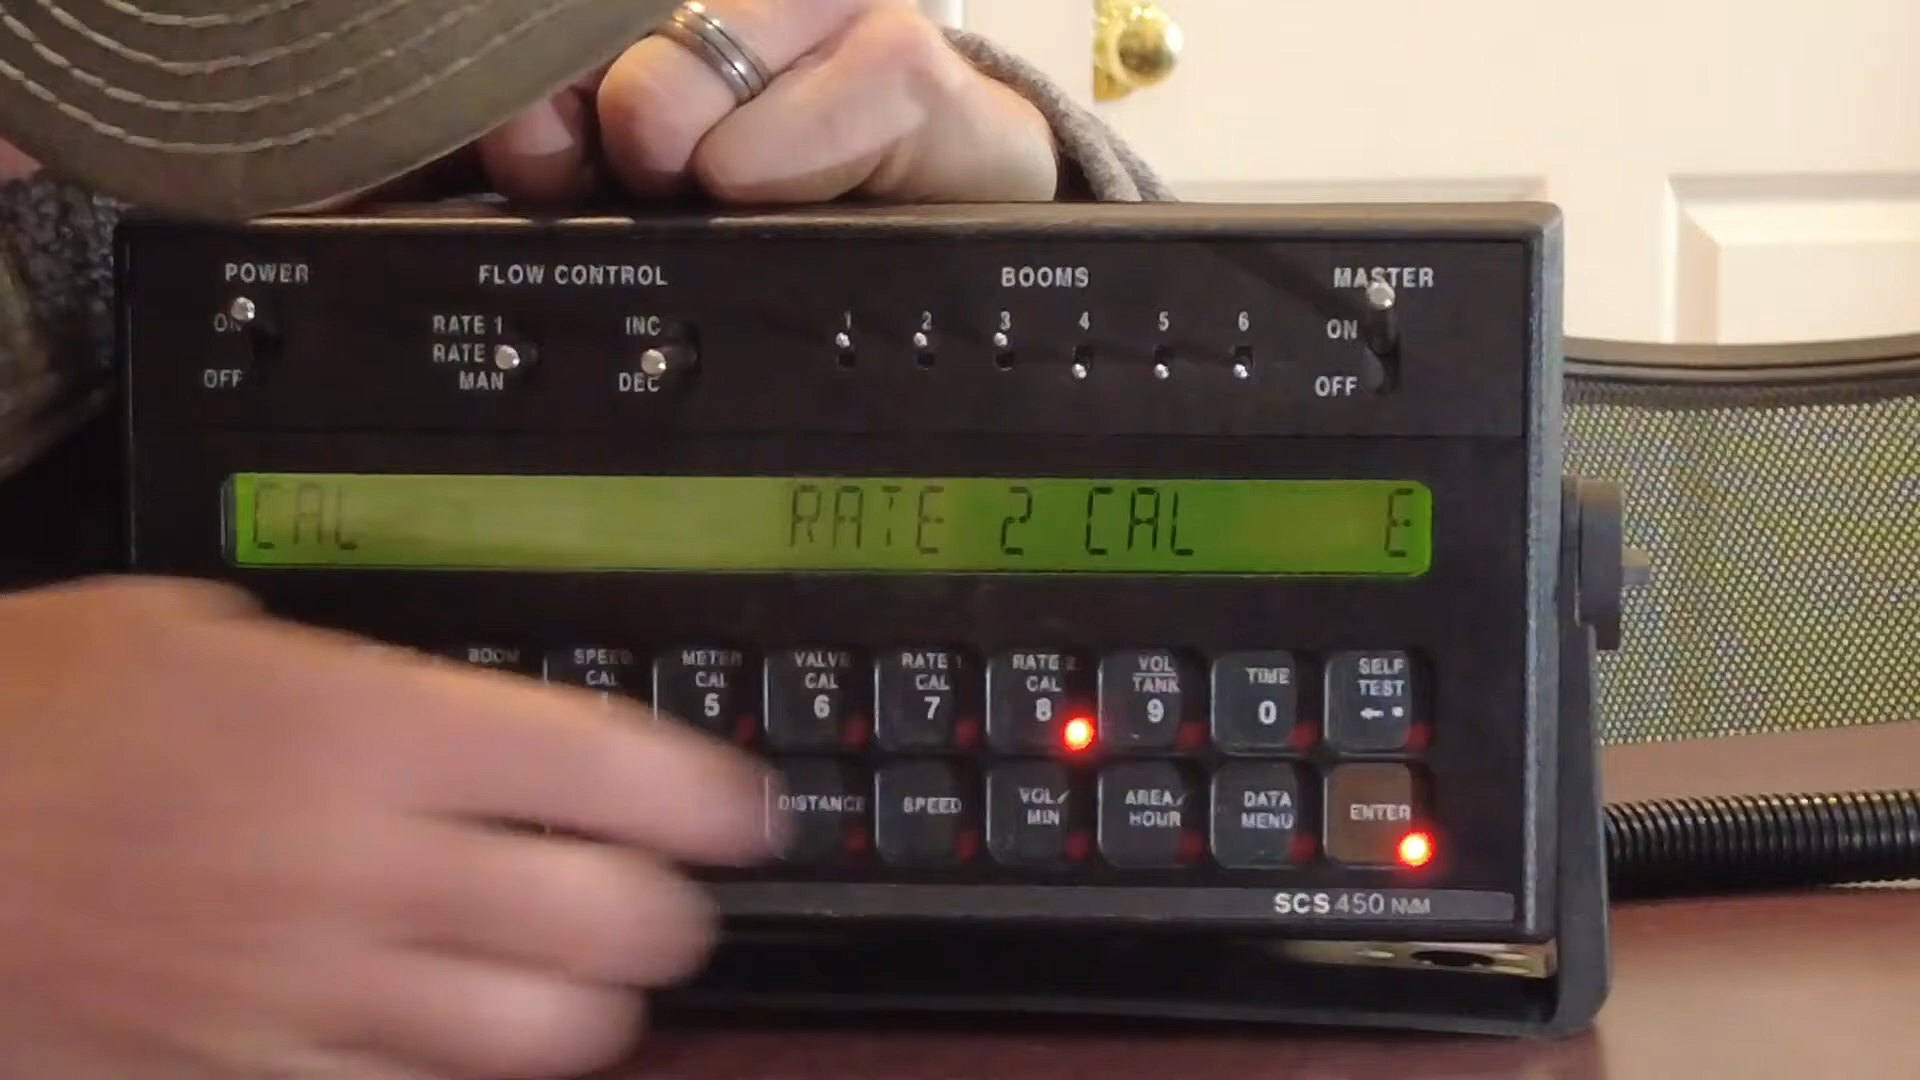 POWER FLOW CONTROL BOOMS MASTER
ON RATE 1 INC 1 2 3 4 5 6 ON
RATE
OFF MAN DEC OFF
CAL RATE 2 CAL E
BOOM
SPEED CAL
METER CAL 5
VALVE CAL 6
RATE 1 CAL 7
RATE 2 CAL 8
VOL TANK 9
TIME 0
SELF TEST ←
DISTANCE
SPEED
VOL/ MIN
AREA/ HOUR
DATA MENU
ENTER
SCS 450 NVM